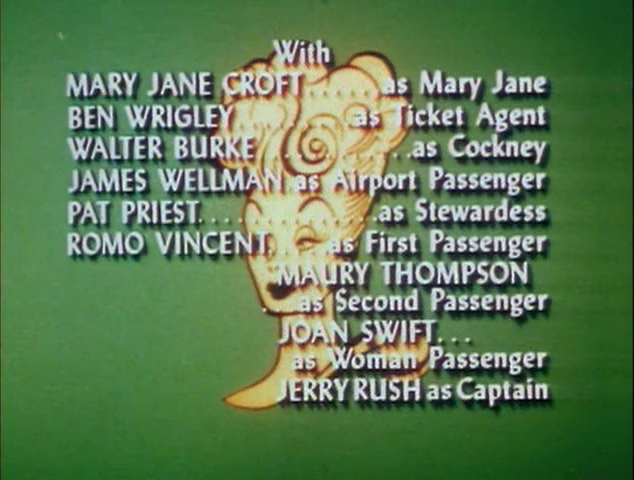 With
MARY JANE CROFT........as Mary Jane
BEN WRIGLEY...........as Ticket Agent
WALTER BURKE............as Cockney
JAMES WELLMAN as Airport Passenger
PAT PRIEST..................as Stewardess
ROMO VINCENT.....as First Passenger
MAURY THOMPSON
...as Second Passenger
JOAN SWIFT...
as Woman Passenger
JERRY RUSH as Captain